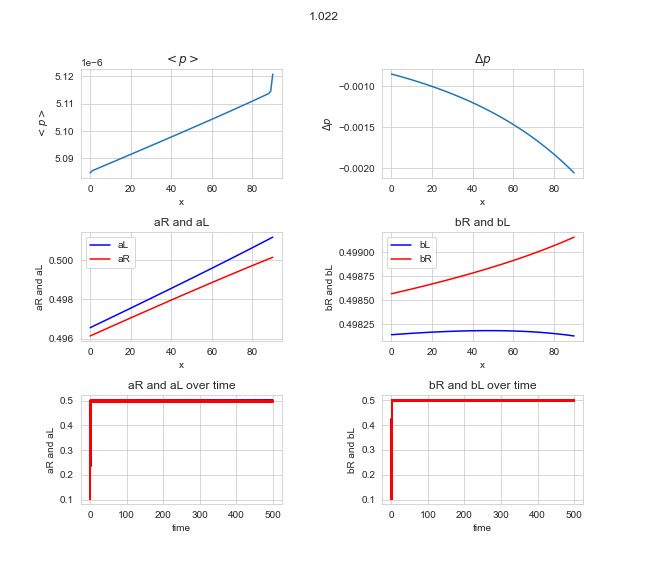 1.022
<p>
1e−6
5.12
5.11
5.10
5.09
<p>
0 20 40 60 80
x
Δp
−0.0010
−0.0015
−0.0020
Δp
0 20 40 60 80
x
aR and aL
aL
aR
0.500
0.498
0.496
aR and aL
0 20 40 60 80
x
bR and bL
bL
bR
0.49900
0.49875
0.49850
0.49825
bR and bL
0 20 40 60 80
x
aR and aL over time
0.5
0.4
0.3
0.2
0.1
aR and aL
0 100 200 300 400 500
time
bR and bL over time
0.5
0.4
0.3
0.2
0.1
bR and bL
0 100 200 300 400 500
time